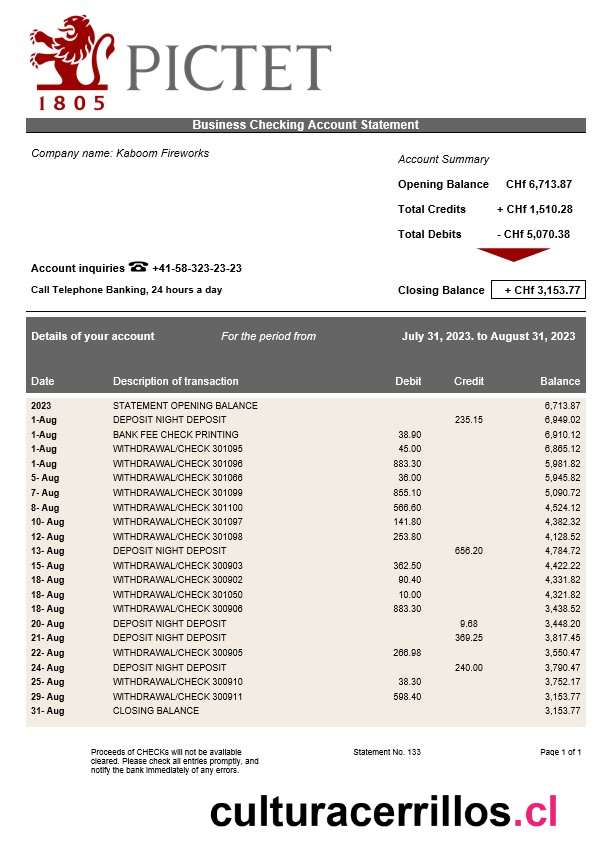 PICTET
1805
Business Checking Account Statement
Company name: Kaboom Fireworks
Account Summary
Opening Balance CHf 6,713.87
Total Credits + CHf 1,510.28
Total Debits - CHf 5,070.38
Account inquiries ☎ +41-58-323-23-23
Call Telephone Banking, 24 hours a day
Closing Balance + CHf 3,153.77
Details of your account For the period from July 31, 2023. to August 31, 2023
Date Description of transaction Debit Credit Balance
2023 STATEMENT OPENING BALANCE 6,713.87
1-Aug DEPOSIT NIGHT DEPOSIT 235.15 6,949.02
1-Aug BANK FEE CHECK PRINTING 38.90 6,910.12
1-Aug WITHDRAWAL/CHECK 301095 45.00 6,865.12
1-Aug WITHDRAWAL/CHECK 301096 883.30 5,981.82
5- Aug WITHDRAWAL/CHECK 301066 36.00 5,945.82
7- Aug WITHDRAWAL/CHECK 301099 855.10 5,090.72
8- Aug WITHDRAWAL/CHECK 301100 566.60 4,524.12
10- Aug WITHDRAWAL/CHECK 301097 141.80 4,382.32
12- Aug WITHDRAWAL/CHECK 301098 253.80 4,128.52
13- Aug DEPOSIT NIGHT DEPOSIT 656.20 4,784.72
15- Aug WITHDRAWAL/CHECK 300903 362.50 4,422.22
18- Aug WITHDRAWAL/CHECK 300902 90.40 4,331.82
18- Aug WITHDRAWAL/CHECK 301050 10.00 4,321.82
18- Aug WITHDRAWAL/CHECK 300906 883.30 3,438.52
20- Aug DEPOSIT NIGHT DEPOSIT 9.68 3,448.20
21- Aug DEPOSIT NIGHT DEPOSIT 369.25 3,817.45
22- Aug WITHDRAWAL/CHECK 300905 266.98 3,550.47
24- Aug DEPOSIT NIGHT DEPOSIT 240.00 3,790.47
25- Aug WITHDRAWAL/CHECK 300910 38.30 3,752.17
29- Aug WITHDRAWAL/CHECK 300911 598.40 3,153.77
31- Aug CLOSING BALANCE 3,153.77
Proceeds of CHECKs will not be available
cleared. Please check all entries promptly, and
notify the bank immediately of any errors.
Statement No. 133
Page 1 of 1
culturacerrillos.cl